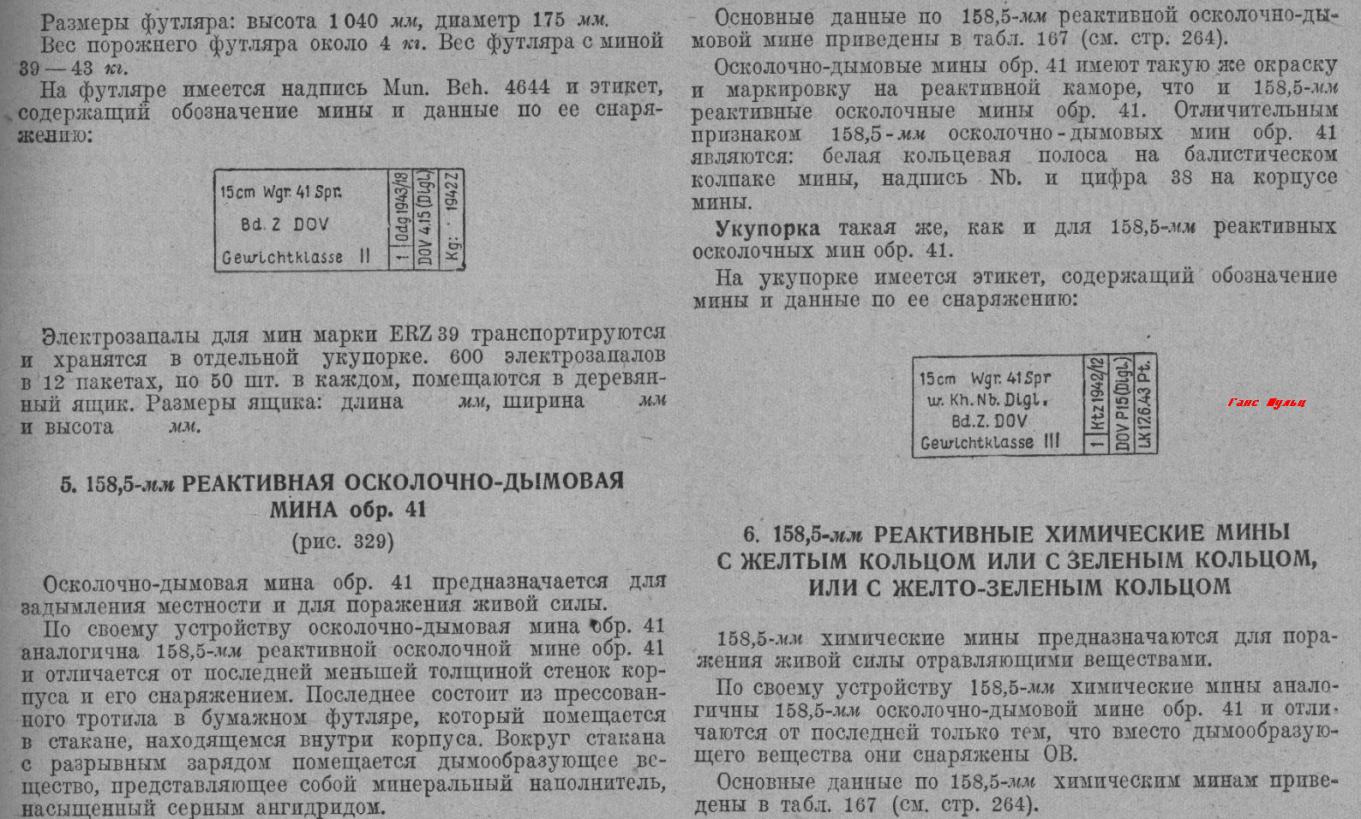 Размеры футляра: высота 1 040 мм, диаметр 175 мм.
Вес порожнего футляра около 4 кг. Вес футляра с миной
39 — 43 кг.
На футляре имеется надпись Mun. Beh. 4644 и этикет,
содержащий обозначение мины и данные по ее снаря-
жению:
15cm Wgr. 41 Spr.
Bd. Z DOV
Gewichtklasse II
1 Odg 1943/18
DOV 4.15 (Digl)
Kg: 1942 Z
Электрозапалы для мин марки ERZ 39 транспортируются
и хранятся в отдельной укупорке. 600 электрозапалов
в 12 пакетах, по 50 шт. в каждом, помещаются в деревян-
ный ящик. Размеры ящика: длина мм, ширина мм
и высота мм.
5. 158,5-мм РЕАКТИВНАЯ ОСКОЛОЧНО-ДЫМОВАЯ
МИНА обр. 41
(рис. 329)
Осколочно-дымовая мина обр. 41 предназначается для
задымления местности и для поражения живой силы.
По своему устройству осколочно-дымовая мина обр. 41
аналогична 158,5-мм реактивной осколочной мине обр. 41
и отличается от последней меньшей толщиной стенок кор-
пуса и его снаряжением. Последнее состоит из прессован-
ного тротила в бумажном футляре, который помещается
в стакане, находящемся внутри корпуса. Вокруг стакана
с разрывным зарядом помещается дымообразующее ве-
щество, представляющее собой минеральный наполнитель,
насыщенный серным ангидридом.
Основные данные по 158,5-мм реактивной осколочно-ды-
мовой мине приведены в табл. 167 (см. стр. 264).
Осколочно-дымовые мины обр. 41 имеют такую же окраску
и маркировку на реактивной каморе, что и 158,5-мм
реактивные осколочные мины обр. 41. Отличительным
признаком 158,5-мм осколочно-дымовых мин обр. 41
являются: белая кольцевая полоса на балистическом
колпаке мины, надпись Nb. и цифра 38 на корпусе
мины.
Укупорка такая же, как и для 158,5-мм реактивных
осколочных мин обр. 41.
На укупорке имеется этикет, содержащий обозначение
мины и данные по ее снаряжению:
15cm Wgr. 41 Spr
w. Kh. Nb. Digl.
Bd. Z. DOV
Gewichtklasse III
1 Ktz 1942/12
DOV P15 (Digl)
LK 12.6.43 Pt.
Ганс Шульц
6. 158,5-мм РЕАКТИВНЫЕ ХИМИЧЕСКИЕ МИНЫ
С ЖЕЛТЫМ КОЛЬЦОМ ИЛИ С ЗЕЛЕНЫМ КОЛЬЦОМ,
ИЛИ С ЖЕЛТО-ЗЕЛЕНЫМ КОЛЬЦОМ
158,5-мм химические мины предназначаются для пора-
жения живой силы отравляющими веществами.
По своему устройству 158,5-мм химические мины анало-
гичны 158,5-мм осколочно-дымовой мине обр. 41 и отли-
чаются от последней только тем, что вместо дымообразую-
щего вещества они снаряжены ОВ.
Основные данные по 158,5-мм химическим минам приве-
дены в табл. 167 (см. стр. 264).